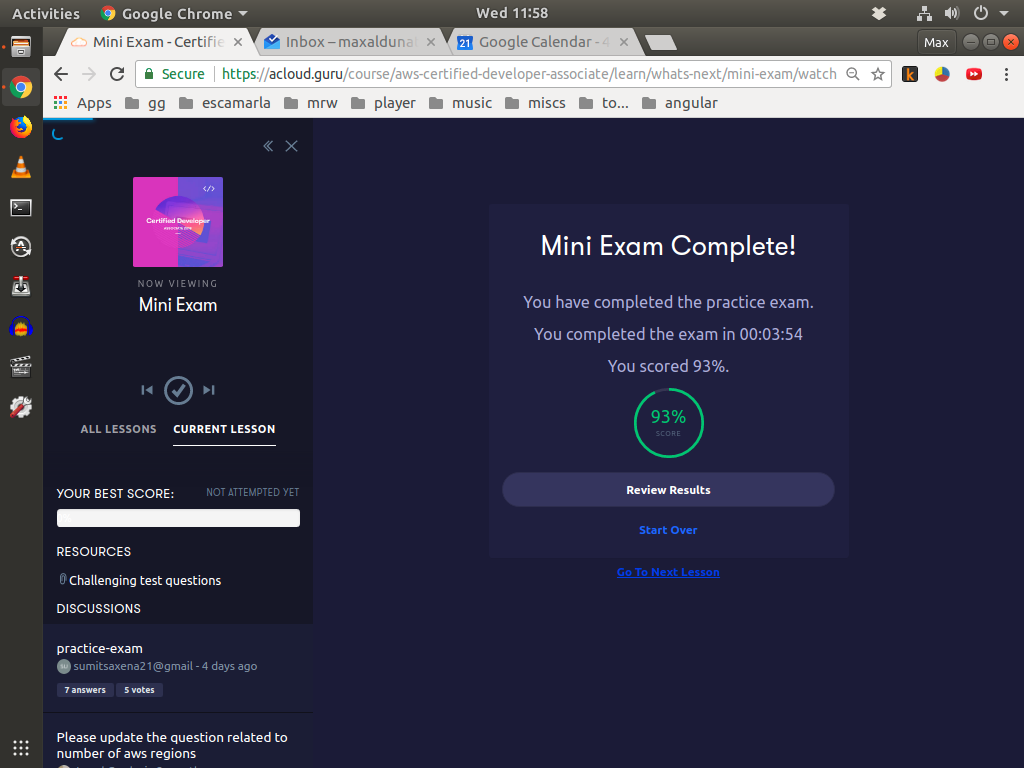 Activities Google Chrome Wed 11:58
Mini Exam - Certifie Inbox – maxalduna Google Calendar - 4 Max
Secure https://acloud.guru/course/aws-certified-developer-associate/learn/whats-next/mini-exam/watch
Apps gg escamarla mrw player music miscs to... angular
</>
Certified Developer
NOW VIEWING
Mini Exam
ALL LESSONS CURRENT LESSON
YOUR BEST SCORE: NOT ATTEMPTED YET
RESOURCES
Challenging test questions
DISCUSSIONS
practice-exam
SU sumitsaxena21@gmail - 4 days ago
7 answers 5 votes
Please update the question related to
number of aws regions
Mini Exam Complete!
You have completed the practice exam.
You completed the exam in 00:03:54
You scored 93%.
93%
SCORE
Review Results
Start Over
Go To Next Lesson